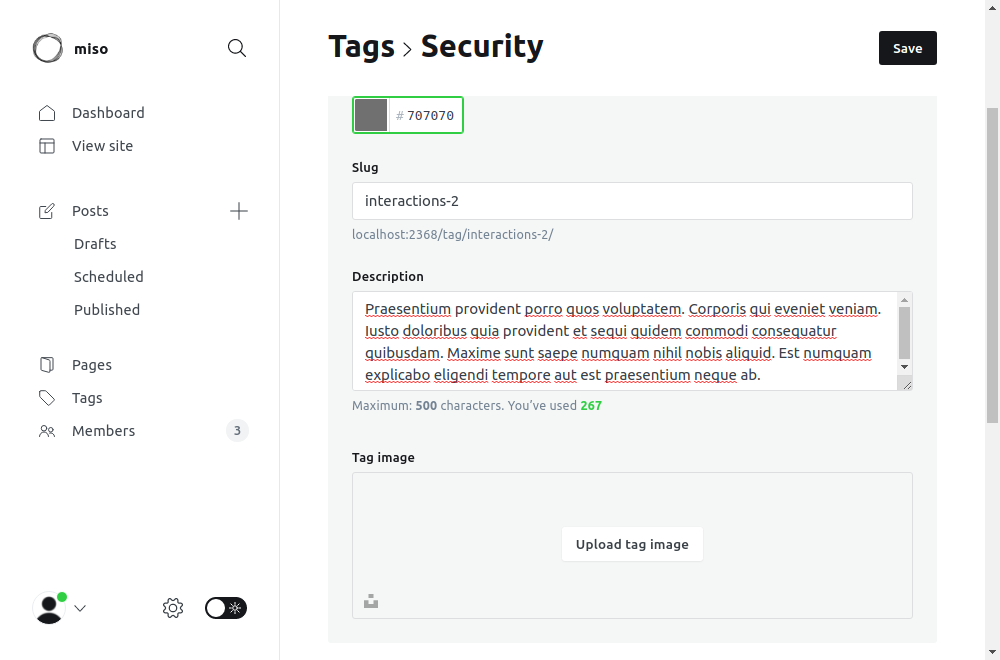 miso
Tags > Security
Save
Dashboard
View site
Posts
Drafts
Scheduled
Published
Pages
Tags
Members
3
# 707070
Slug
interactions-2
localhost:2368/tag/interactions-2/
Description
Praesentium provident porro quos voluptatem. Corporis qui eveniet veniam.
Iusto doloribus quia provident et sequi quidem commodi consequatur
quibusdam. Maxime sunt saepe numquam nihil nobis aliquid. Est numquam
explicabo eligendi tempore aut est praesentium neque ab.
Maximum: 500 characters. You’ve used 267
Tag image
Upload tag image